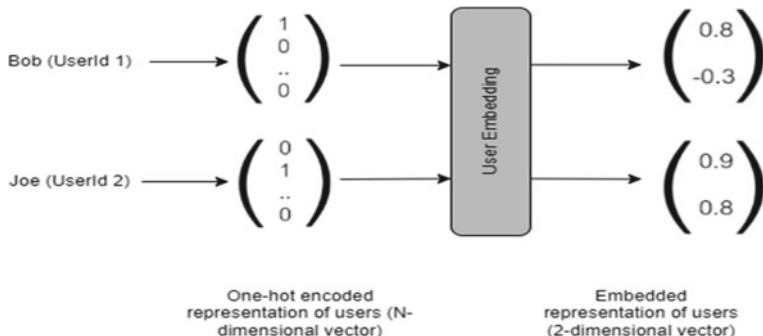 Bob (UserId 1)
1
0
..
0
User Embedding
0.8
-0.3
Joe (UserId 2)
0
1
..
0
0.9
0.8
One-hot encoded
representation of users (N-
dimensional vector)
Embedded
representation of users
(2-dimensional vector)